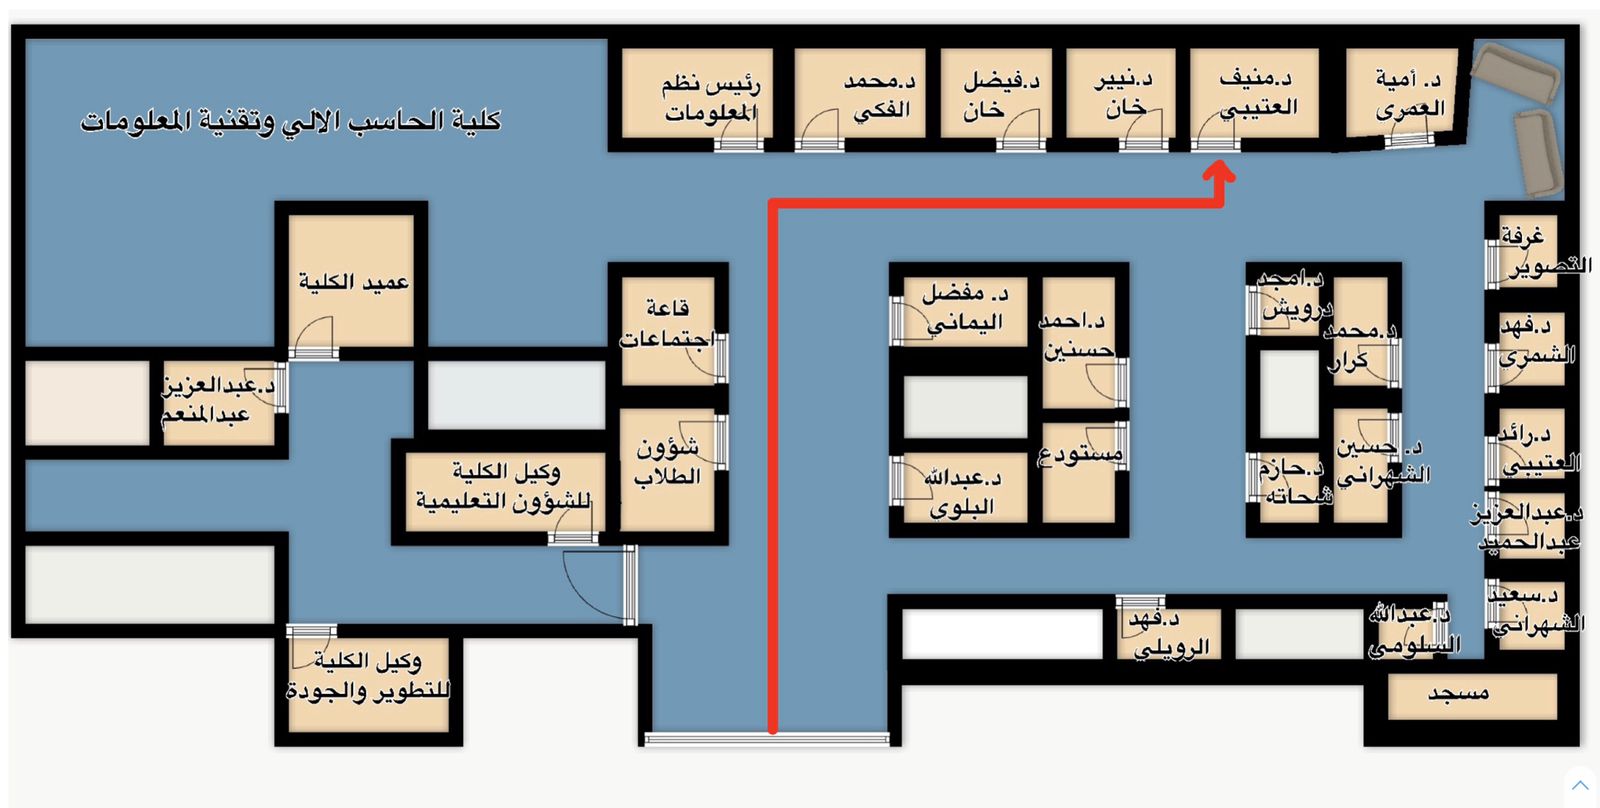 كلية الحاسب الالي وتقنية المعلومات
رئيس نظم
المعلومات
د.محمد
الفكي
د.فيضل
خان
د.نيير
خان
د.منيف
العتيبي
د. أمية
العمري
غرفة
التصوير
عميد الكلية
قاعة
اجتماعات
د. مفضل
اليماني
د.احمد
حسنين
د.امجد
درويش
د.محمد
كرار
د.فهد
الشمري
د.عبدالعزيز
عبدالمنعم
وكيل الكلية
للشؤون التعليمية
شؤون
الطلاب
د.عبدالله
البلوي
مستودع
د.حازم
شحاته
د. حسين
الشهراني
د.رائد
العتيبي
د.عبدالعزيز
عبدالحميد
د.سعيد
الشهراني
وكيل الكلية
للتطوير والجودة
د.فهد
الرويلي
د.عبدالله
السلومي
مسجد